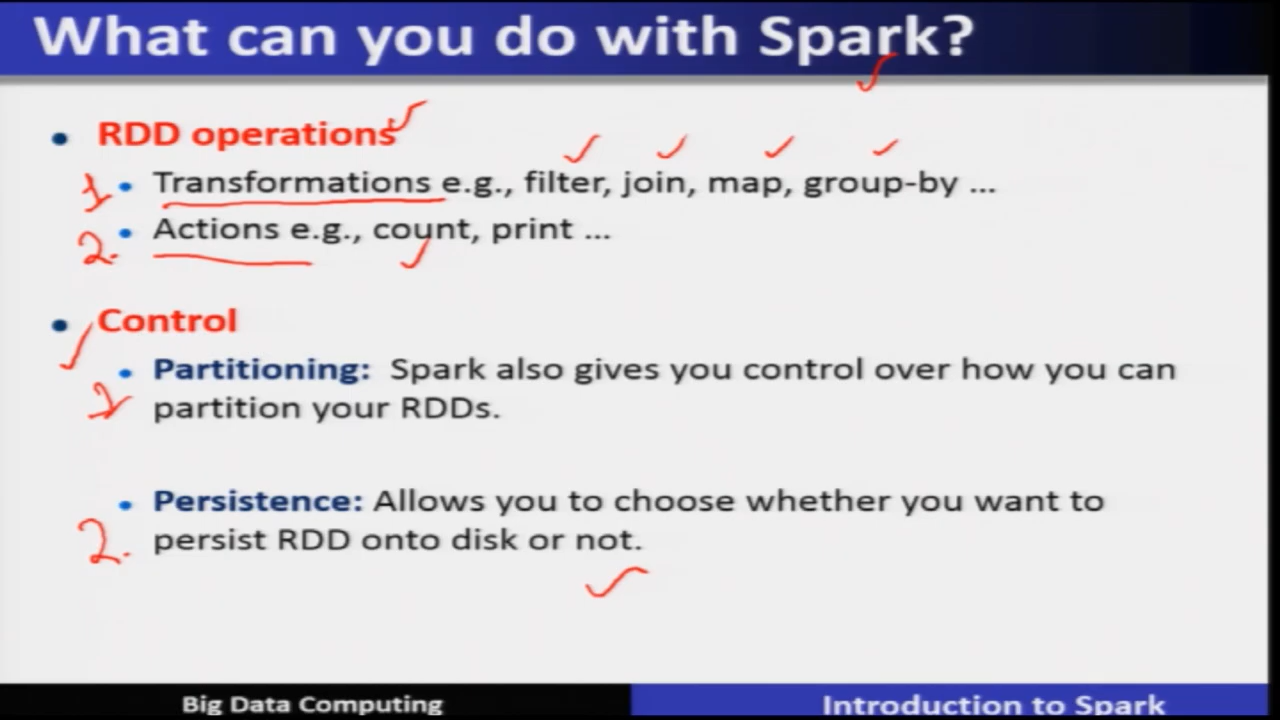 What can you do with Spark?
• RDD operations
1. • Transformations e.g., filter, join, map, group-by ...
2. • Actions e.g., count, print ...
• Control
1 • Partitioning: Spark also gives you control over how you can
partition your RDDs.
2. • Persistence: Allows you to choose whether you want to
persist RDD onto disk or not.
Big Data Computing
Introduction to Spark